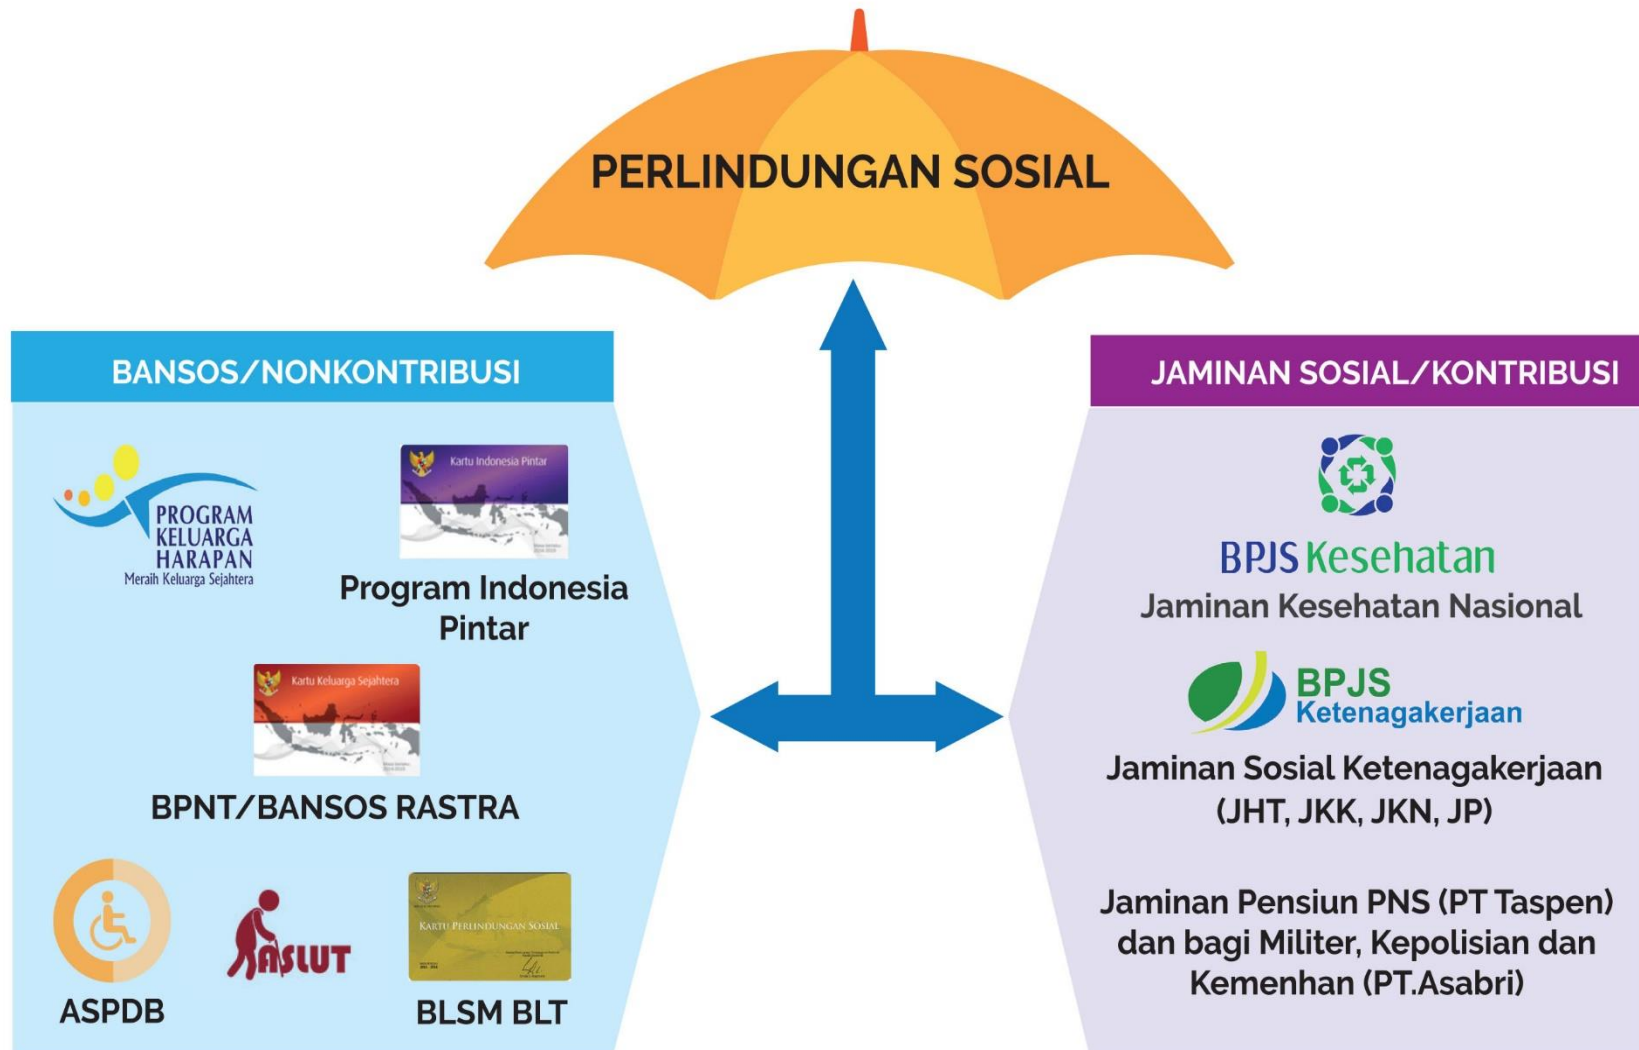 PERLINDUNGAN SOSIAL
BANSOS/NONKONTRIBUSI
PROGRAM
KELUARGA
HARAPAN
Meraih Keluarga Sejahtera
Kartu Indonesia Pintar
Program Indonesia
Pintar
Kartu Keluarga Sejahtera
BPNT/BANSOS RASTRA
ASPDB
ASLUT
KARTU PERLINDUNGAN SOSIAL
BLSM BLT
JAMINAN SOSIAL/KONTRIBUSI
BPJS Kesehatan
Jaminan Kesehatan Nasional
BPJS
Ketenagakerjaan
Jaminan Sosial Ketenagakerjaan
(JHT, JKK, JKN, JP)
Jaminan Pensiun PNS (PT Taspen)
dan bagi Militer, Kepolisian dan
Kemenhan (PT.Asabri)